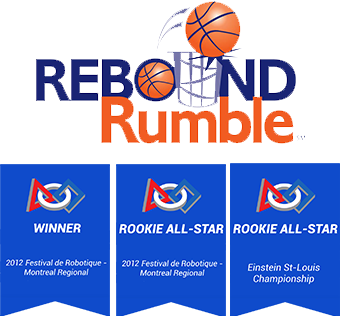 REBOUND
Rumble
WINNER
2012 Festival de Robotique -
Montreal Regional
ROOKIE ALL-STAR
2012 Festival de Robotique -
Montreal Regional
ROOKIE ALL-STAR
Einstein St-Louis
Championship